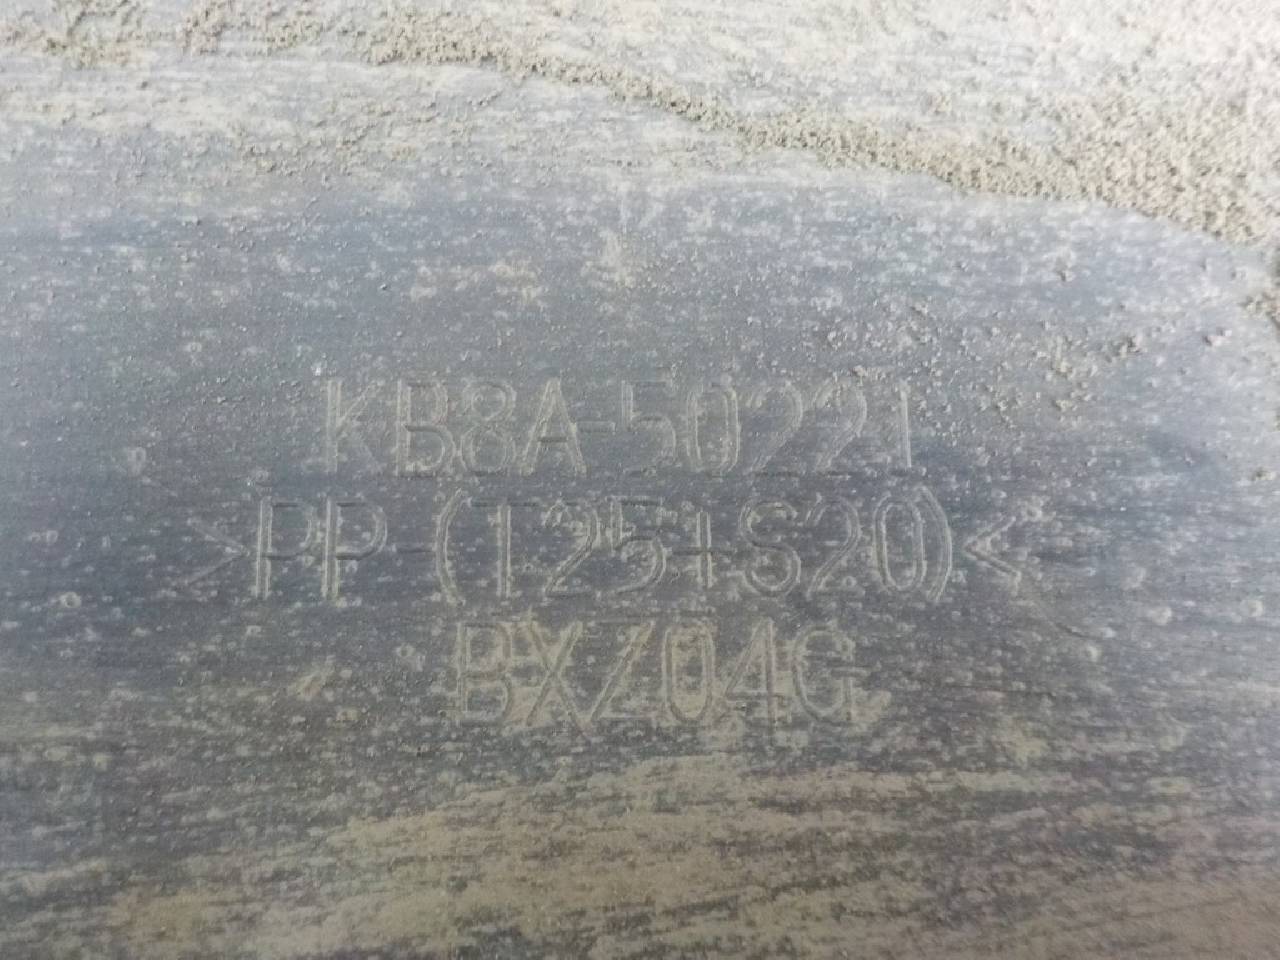 KB8A-50221
>PP-(T25+S20)<
BXZ04G